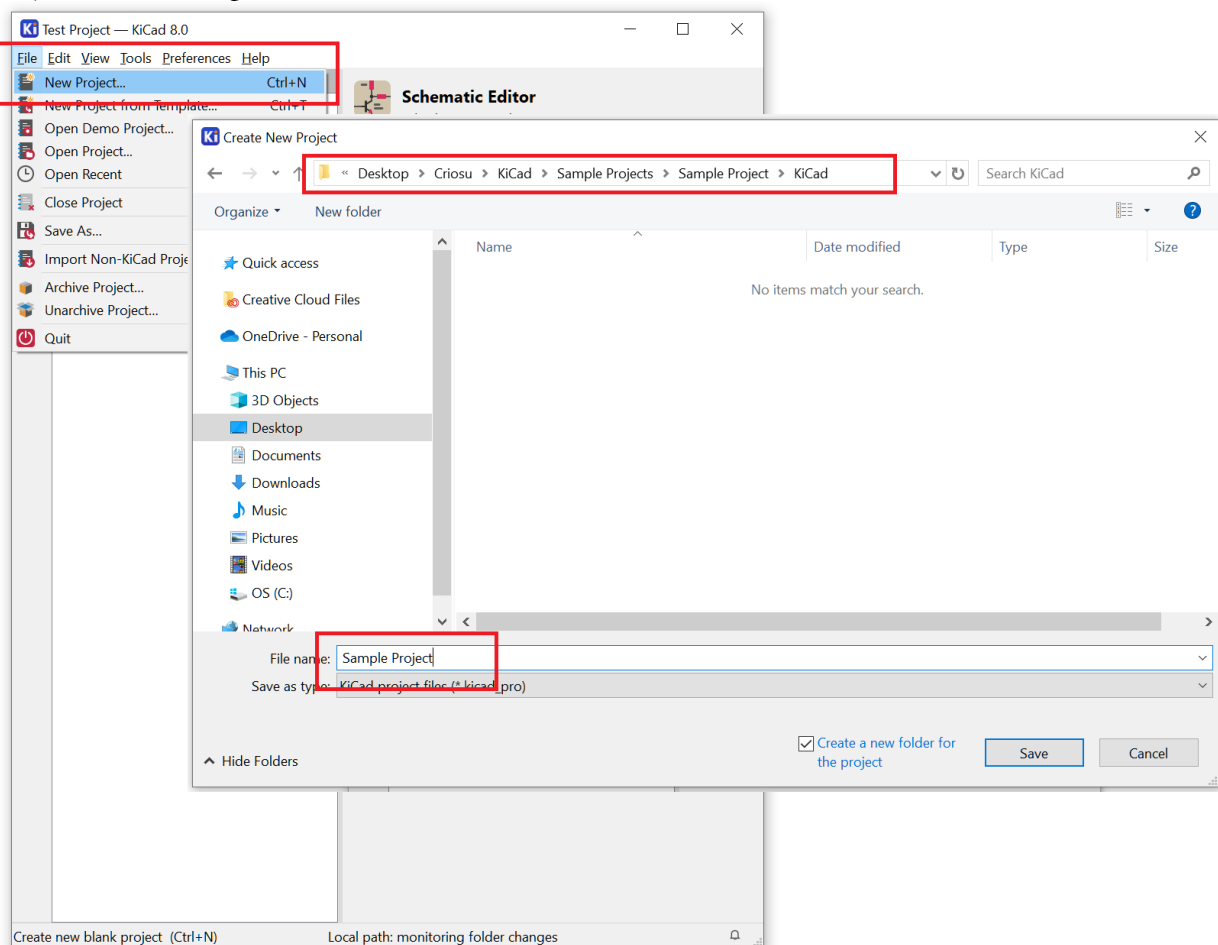 Test Project — KiCad 8.0
File Edit View Tools Preferences Help
New Project... Ctrl+N
New Project from Template... Ctrl+T
Schematic Editor
Open Demo Project...
Open Project...
Open Recent
Close Project
Save As...
Import Non-KiCad Proje
Archive Project...
Unarchive Project...
Quit
Create New Project
« Desktop > Criosu > KiCad > Sample Projects > Sample Project > KiCad
Search KiCad
Organize
New folder
?
Name Date modified Type Size
No items match your search.
Quick access
Creative Cloud Files
OneDrive - Personal
This PC
3D Objects
Desktop
Documents
Downloads
Music
Pictures
Videos
OS (C:)
Network
File name: Sample Project
Save as type: KiCad project files (*.kicad_pro)
Create a new folder for
the project
Save
Cancel
Hide Folders
Create new blank project (Ctrl+N)
Local path: monitoring folder changes